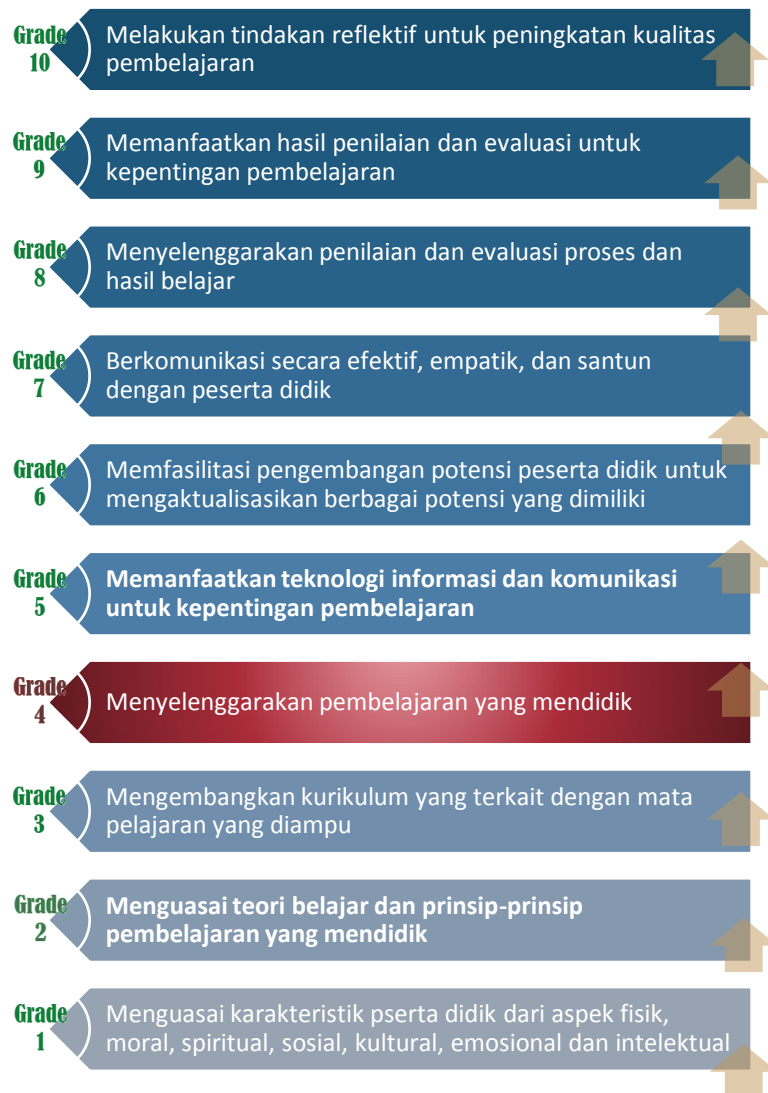 Grade
10
Melakukan tindakan reflektif untuk peningkatan kualitas
pembelajaran
Grade
9
Memanfaatkan hasil penilaian dan evaluasi untuk
kepentingan pembelajaran
Grade
8
Menyelenggarakan penilaian dan evaluasi proses dan
hasil belajar
Grade
7
Berkomunikasi secara efektif, empatik, dan santun
dengan peserta didik
Grade
6
Memfasilitasi pengembangan potensi peserta didik untuk
mengaktualisasikan berbagai potensi yang dimiliki
Grade
5
Memanfaatkan teknologi informasi dan komunikasi
untuk kepentingan pembelajaran
Grade
4
Menyelenggarakan pembelajaran yang mendidik
Grade
3
Mengembangkan kurikulum yang terkait dengan mata
pelajaran yang diampu
Grade
2
Menguasai teori belajar dan prinsip-prinsip
pembelajaran yang mendidik
Grade
1
Menguasai karakteristik pserta didik dari aspek fisik,
moral, spiritual, sosial, kultural, emosional dan intelektual